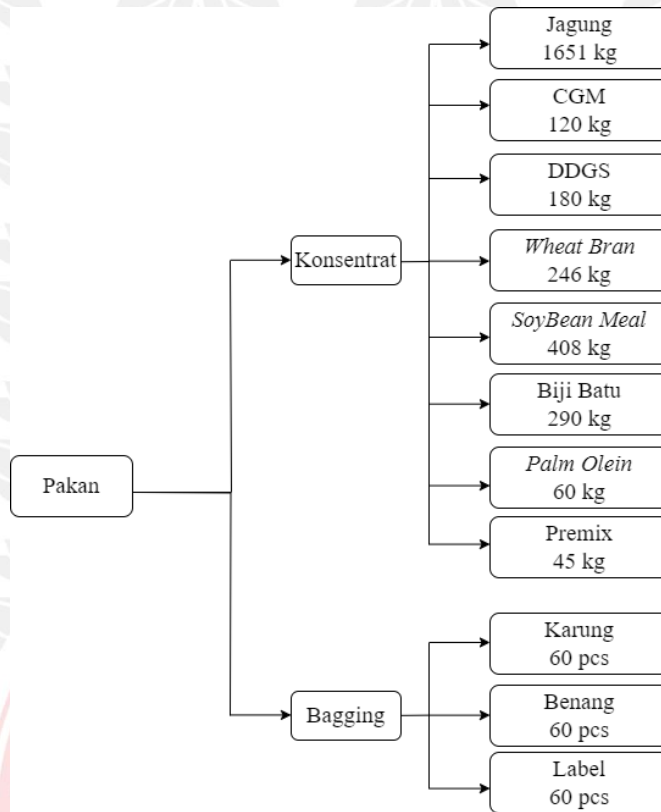 Jagung
1651 kg
CGM
120 kg
DDGS
180 kg
Wheat Bran
246 kg
Konsentrat
SoyBean Meal
408 kg
Biji Batu
290 kg
Palm Olein
60 kg
Pakan
Premix
45 kg
Karung
60 pcs
Benang
60 pcs
Bagging
Label
60 pcs